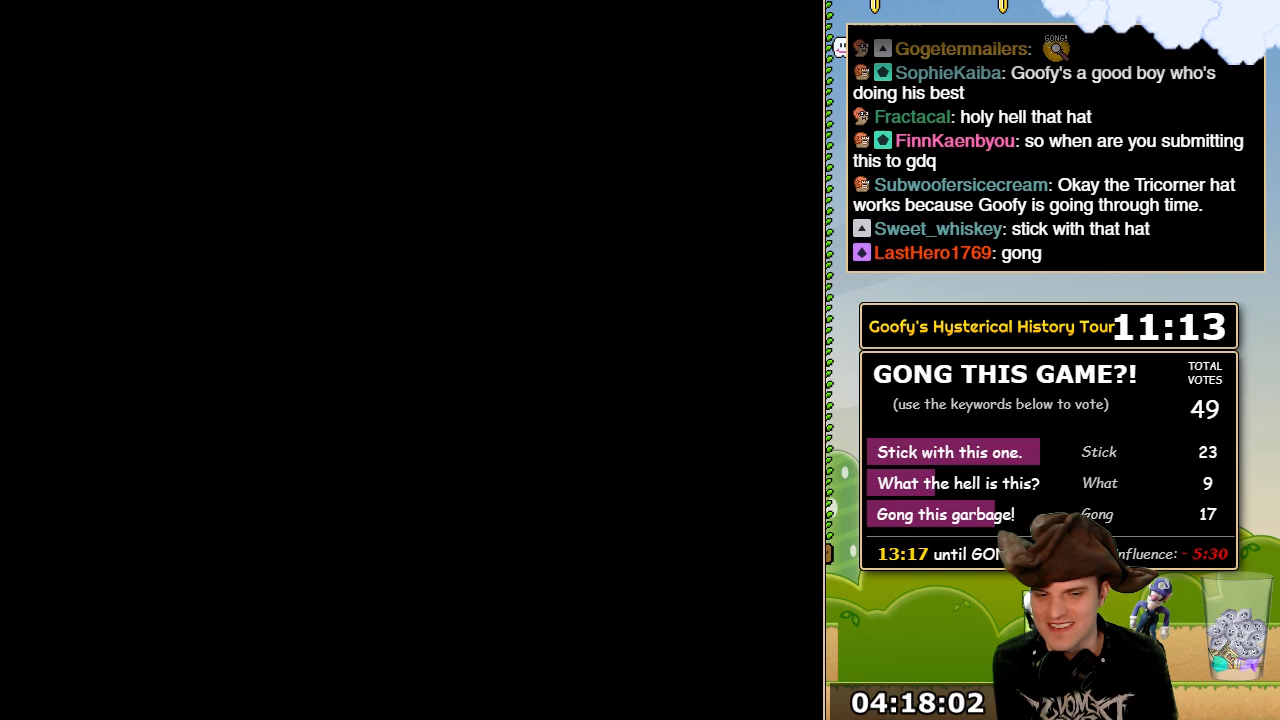 Gogetemnailers: GONG!
SophieKaiba: Goofy's a good boy who's
doing his best
Fractacal: holy hell that hat
FinnKaenbyou: so when are you submitting
this to gdq
Subwoofersicecream: Okay the Tricorner hat
works because Goofy is going through time.
Sweet_whiskey: stick with that hat
LastHero1769: gong
Goofy's Hysterical History Tour 11:13
GONG THIS GAME?! TOTAL
VOTES
(use the keywords below to vote) 49
Stick with this one. Stick 23
What the hell is this? What 9
Gong this garbage! Gong 17
13:17 until GON influence: - 5:30
04:18:02